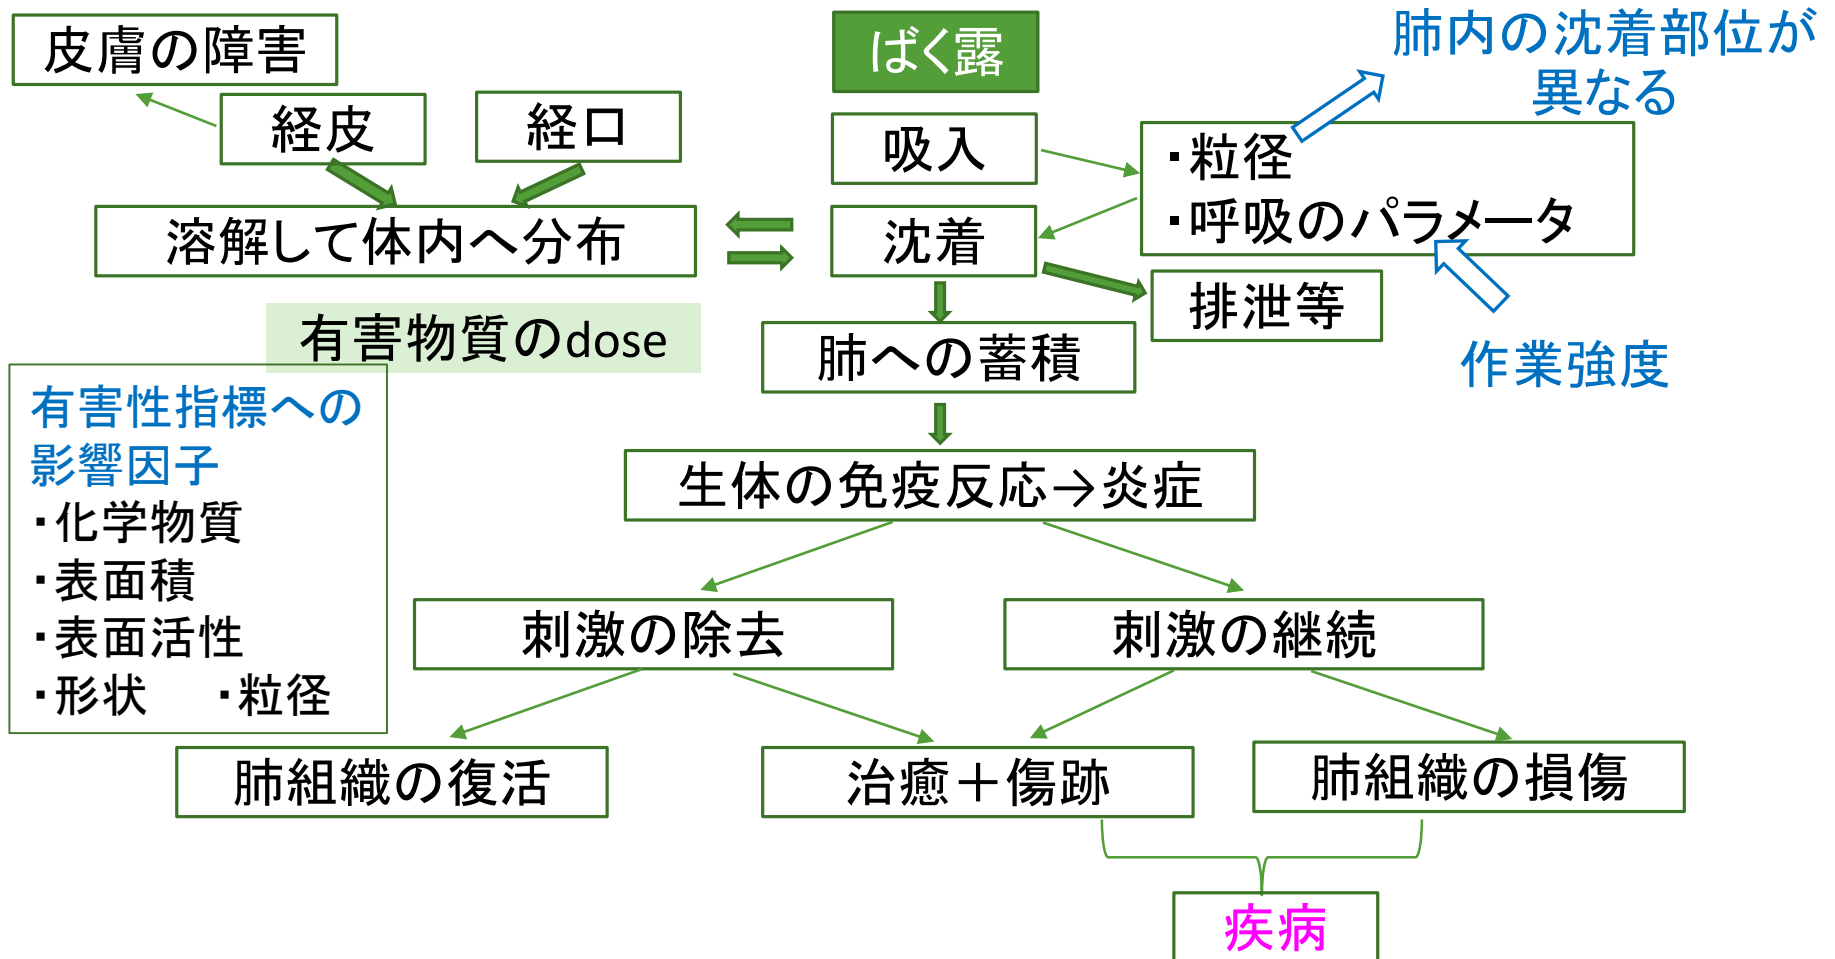 皮膚の障害
ばく露
肺内の沈着部位が
異なる
経皮
経口
吸入
・粒径
・呼吸のパラメータ
溶解して体内へ分布
沈着
排泄等
有害物質のdose
肺への蓄積
作業強度
有害性指標への
影響因子
・化学物質
・表面積
・表面活性
・形状　・粒径
生体の免疫反応→炎症
刺激の除去
刺激の継続
肺組織の復活
治癒＋傷跡
肺組織の損傷
疾病